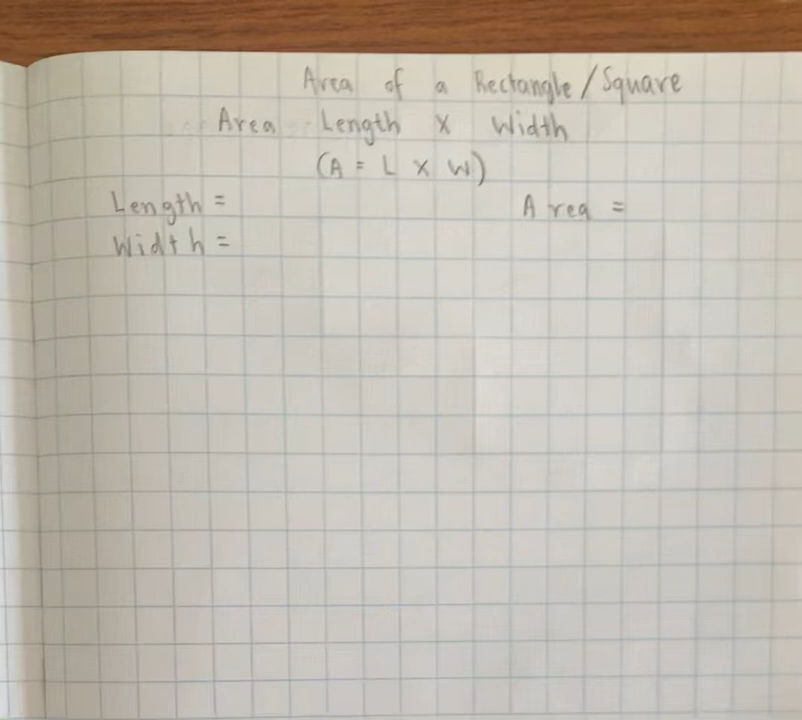 Area of a Rectangle/Square
Area Length X Width
(A = L X W)
Length =
Area =
Width =